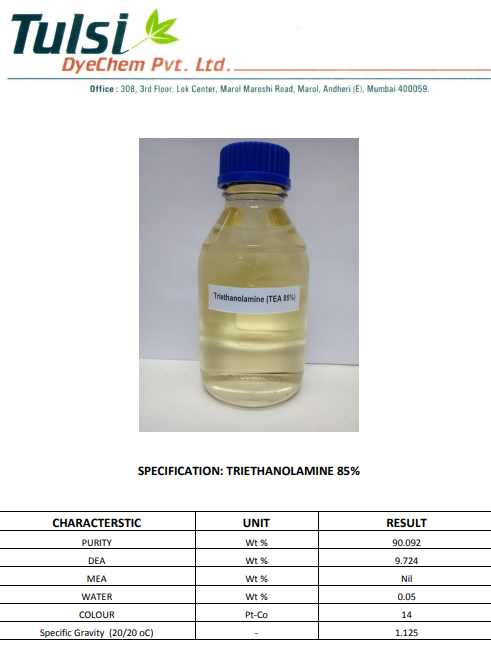 Tulsi
DyeChem Pvt. Ltd.
Office : 308, 3rd Floor, Lok Center, Marol Maroshi Road, Marol, Andheri (E), Mumbai-400059.
Triethanolamine (TEA 85%)
SPECIFICATION: TRIETHANOLAMINE 85%
CHARACTERSTIC UNIT RESULT
PURITY Wt % 90.092
DEA Wt % 9.724
MEA Wt % Nil
WATER Wt % 0.05
COLOUR Pt-Co 14
Specific Gravity (20/20 oC) - 1.125